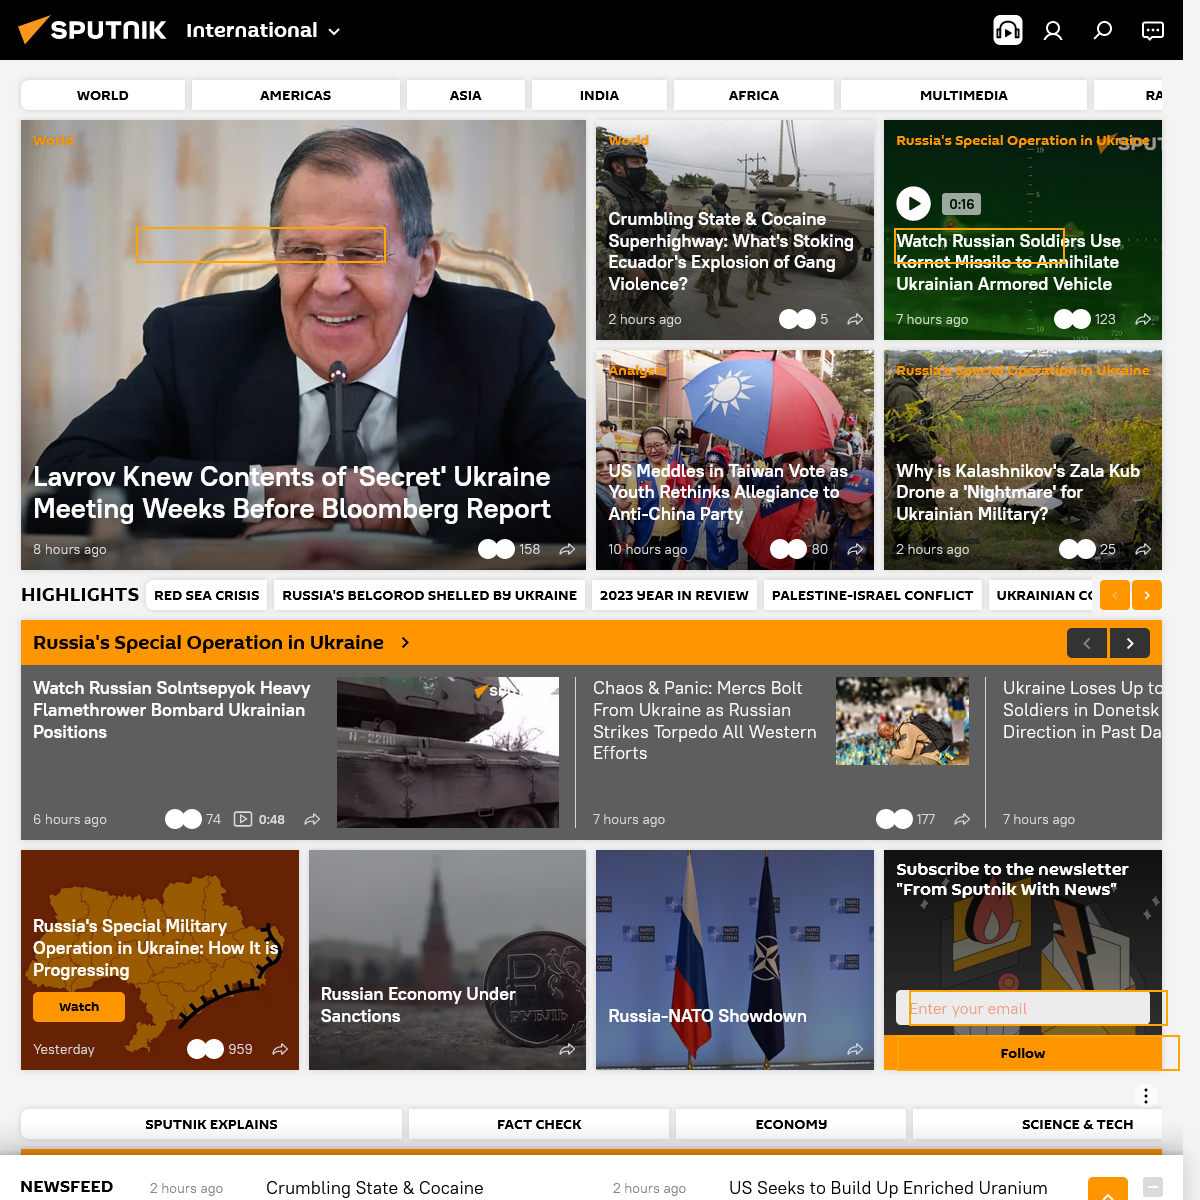 SPUTNIK International
WORLD
AMERICAS
ASIA
INDIA
AFRICA
MULTIMEDIA
RA
World
Lavrov Knew Contents of 'Secret' Ukraine
Meeting Weeks Before Bloomberg Report
8 hours ago
158
World
Crumbling State & Cocaine
Superhighway: What's Stoking
Ecuador's Explosion of Gang
Violence?
2 hours ago
5
Russia's Special Operation in Ukraine
0:16
Watch Russian Soldiers Use
Kornet Missile to Annihilate
Ukrainian Armored Vehicle
7 hours ago
123
Analysis
US Meddles in Taiwan Vote as
Youth Rethinks Allegiance to
Anti-China Party
10 hours ago
80
Russia's Special Operation in Ukraine
Why is Kalashnikov's Zala Kub
Drone a 'Nightmare' for
Ukrainian Military?
2 hours ago
25
HIGHLIGHTS
RED SEA CRISIS
RUSSIA'S BELGOROD SHELLED BY UKRAINE
2023 YEAR IN REVIEW
PALESTINE-ISRAEL CONFLICT
UKRAINIAN CO
Russia's Special Operation in Ukraine
Watch Russian Solntsepyok Heavy
Flamethrower Bombard Ukrainian
Positions
6 hours ago
74
0:48
Chaos & Panic: Mercs Bolt
From Ukraine as Russian
Strikes Torpedo All Western
Efforts
7 hours ago
177
Ukraine Loses Up to
Soldiers in Donetsk
Direction in Past Da
7 hours ago
Russia's Special Military
Operation in Ukraine: How It is
Progressing
Watch
Yesterday
959
Russian Economy Under
Sanctions
Russia-NATO Showdown
Subscribe to the newsletter
"From Sputnik With News"
Enter your email
Follow
SPUTNIK EXPLAINS
FACT CHECK
ECONOMY
SCIENCE & TECH
NEWSFEED
2 hours ago
Crumbling State & Cocaine
2 hours ago
US Seeks to Build Up Enriched Uranium